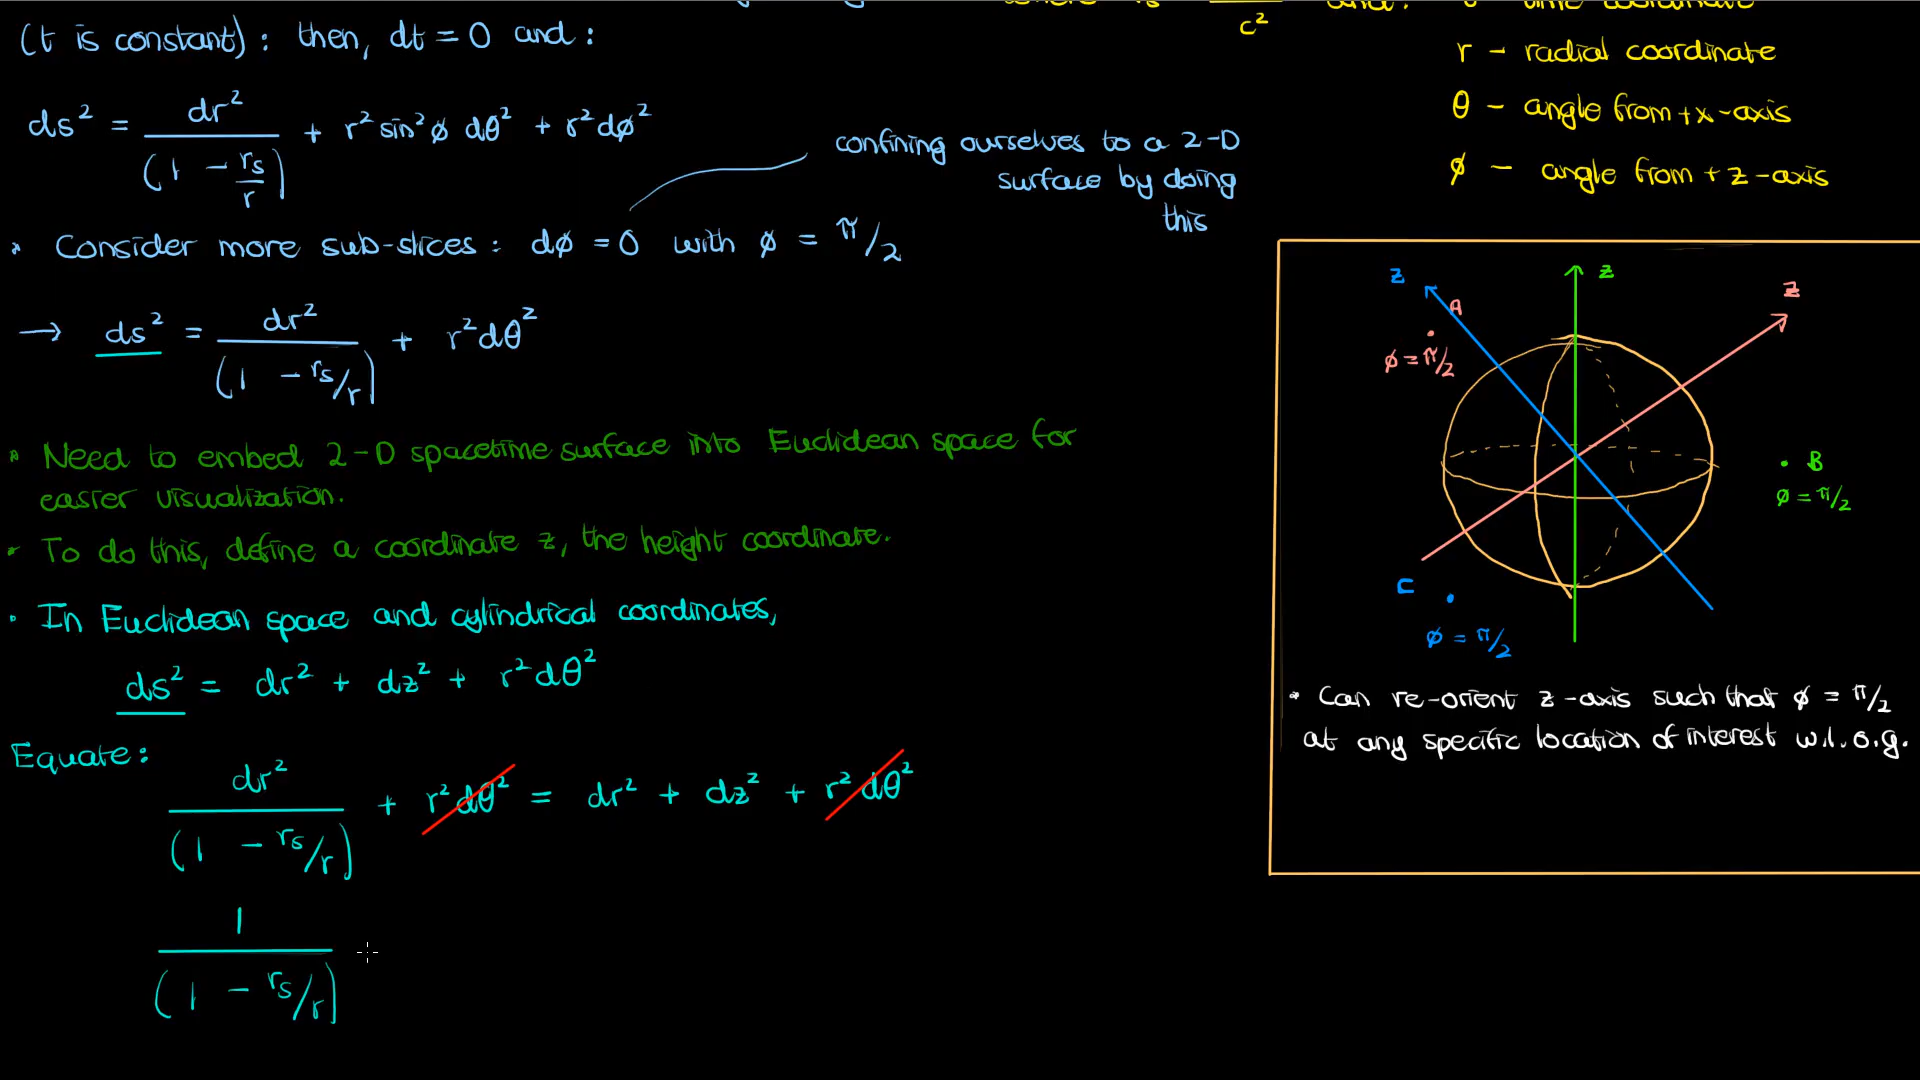 (t is constant): then, dt = 0 and:
c²
r – radial coordinate
θ – angle from +x-axis
ϕ – angle from +z-axis
ds² = dr² / (1 - rs/r) + r² sin²ϕ dθ² + r²dϕ²
confining ourselves to a 2-D
surface by doing
this
Consider more sub-slices: dϕ = 0 with ϕ = π/2
→ ds² = dr² / (1 - rs/r) + r²dθ²
Need to embed 2-D spacetime surface into Euclidean space for
easier visualization.
To do this, define a coordinate z, the height coordinate.
• In Euclidean space and cylindrical coordinates,
ds² = dr² + dz² + r²dθ²
Equate:
dr² / (1 - rs/r) + r²dθ² = dr² + dz² + r²dθ²
1 / (1 - rs/r)
z
z
z
A
ϕ = π/2
• B
ϕ = π/2
C
ϕ = π/2
• Can re-orient z-axis such that ϕ = π/2
at any specific location of interest w.l.o.g.